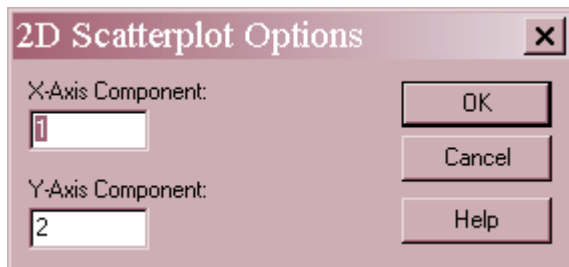 2D Scatterplot Options
X-Axis Component:
1
OK
Cancel
Y-Axis Component:
2
Help